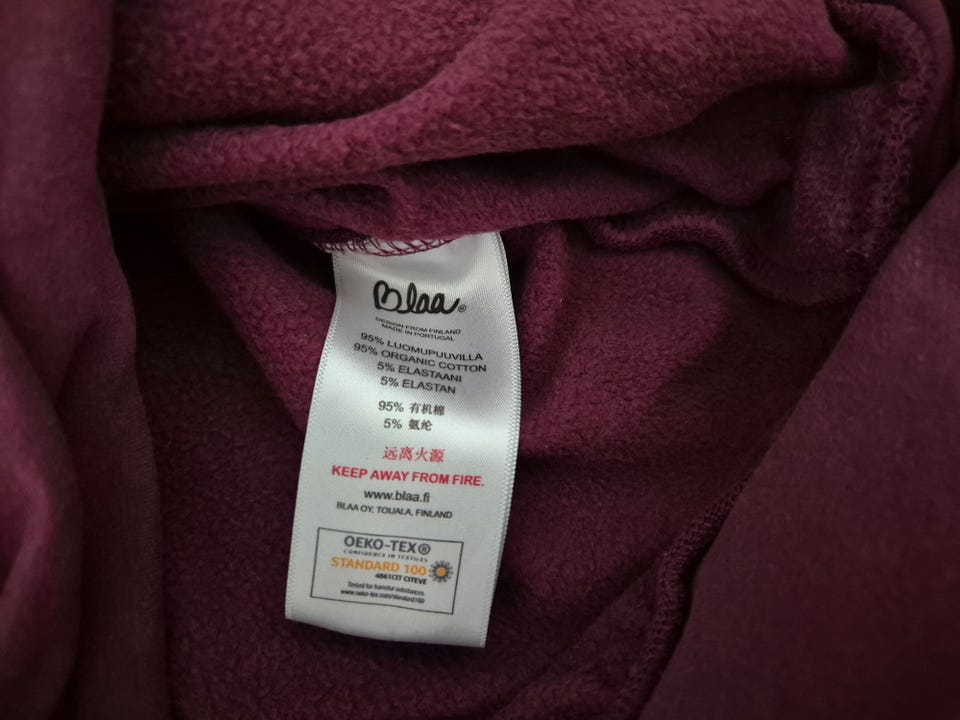 Blaa®
DESIGN FROM FINLAND
MADE IN PORTUGAL
95% LUOMUPUUVILLA
95% ORGANIC COTTON
5% ELASTAANI
5% ELASTAN
95% 有机棉
5% 氨纶
远离火源
KEEP AWAY FROM FIRE.
www.blaa.fi
BLAA OY, TOIJALA, FINLAND
OEKO-TEX®
CONFIDENCE IN TEXTILES
STANDARD 100
4661CIT CITEVE
Tested for harmful substances.
www.oeko-tex.com/standard100